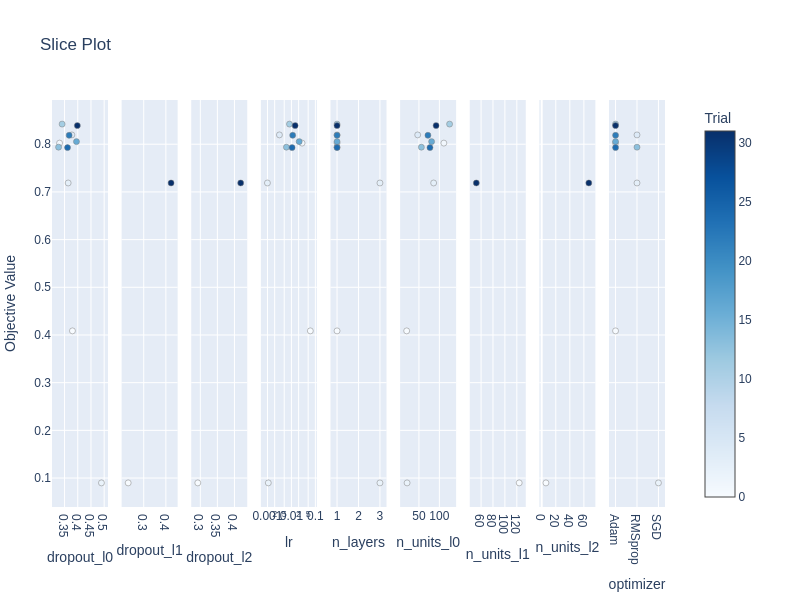 Slice Plot
Trial
Objective Value
0.8
0.7
0.6
0.5
0.4
0.3
0.2
0.1
30
25
20
15
10
5
0
0.35
0.4
0.45
0.5
dropout_l0
0.3
0.4
dropout_l1
0.3
0.35
0.4
dropout_l2
0.1
lr
1
2
3
n_layers
50
100
n_units_l0
60
80
100
120
n_units_l1
0
20
40
60
n_units_l2
Adam
RMSprop
SGD
optimizer